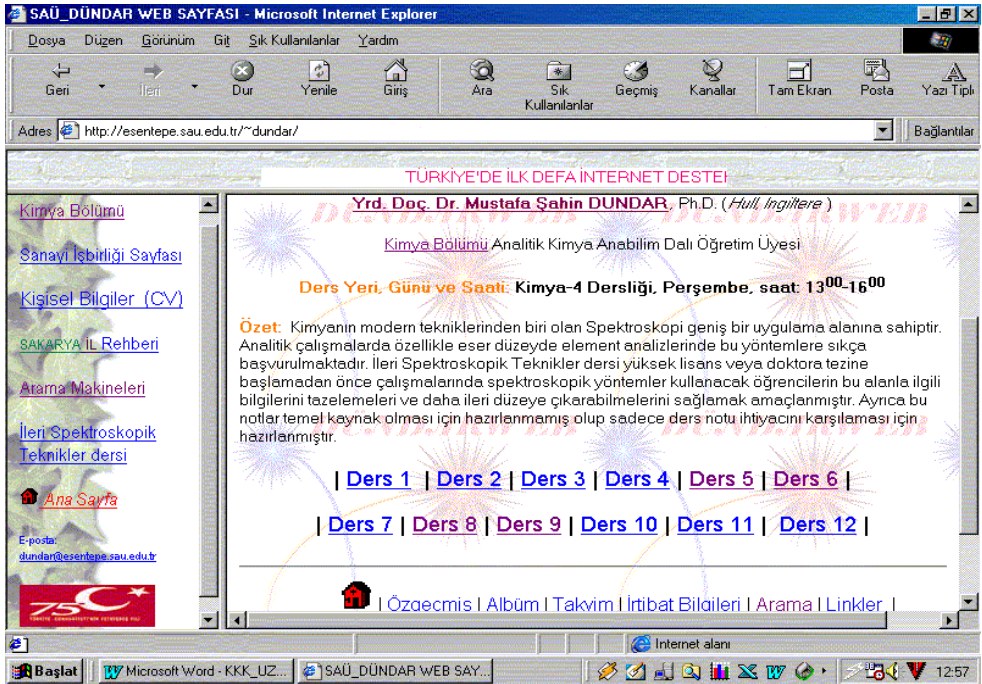 SAÜ_DÜNDAR WEB SAYFASI - Microsoft Internet Explorer
Dosya Düzen Görünüm Git Sık Kullanılanlar Yardım
Geri İleri Dur Yenile Giriş Ara Sık Kullanılanlar Geçmiş Kanallar Tam Ekran Posta Yazı Tipl
Adres http://esentepe.sau.edu.tr/~dundar/ Bağlantılar
TÜRKİYE'DE İLK DEFA INTERNET DESTEK
Kimya Bölümü
Sanayi İşbirliği Sayfası
Kişisel Bilgiler (CV)
SAKARYA İL Rehberi
Arama Makineleri
İleri Spektroskopik
Teknikler dersi
Ana Sayfa
E-posta:
dundar@esentepe.sau.edu.tr
75
Yrd. Doç. Dr. Mustafa Şahin DUNDAR, Ph.D. (Hull, Ingiltere )
Kimya Bölümü Analitik Kimya Anabilim Dalı Öğretim Üyesi
Ders Yeri, Günü ve Saati: Kimya-4 Dersliği, Perşembe, saat: 13⁰⁰-16⁰⁰
Özet: Kimyanın modern tekniklerinden biri olan Spektroskopi geniş bir uygulama alanına sahiptir.
Analitik çalışmalarda özellikle eser düzeyde element analizlerinde bu yöntemlere sıkça
başvurulmaktadır. İleri Spektroskopik Teknikler dersi yüksek lisans veya doktora tezine
başlamadan önce çalışmalarında spektroskopik yöntemler kullanacak öğrencilerin bu alanla ilgili
bilgilerini tazelemeleri ve daha ileri düzeye çıkarabilmelerini sağlamak amaçlanmıştır. Ayrıca bu
notlar temel kaynak olması için hazırlanmamış olup sadece ders notu ihtiyacını karşılaması için
hazırlanmıştır.
| Ders 1 | Ders 2 | Ders 3 | Ders 4 | Ders 5 | Ders 6 |
| Ders 7 | Ders 8 | Ders 9 | Ders 10 | Ders 11 | Ders 12 |
| Özgeçmiş | Albüm | Takvim | İrtibat Bilgileri | Arama | Linkler |
Internet alanı
Başlat Microsoft Word - KKK_UZ... SAÜ_DÜNDAR WEB SAY... 12:57